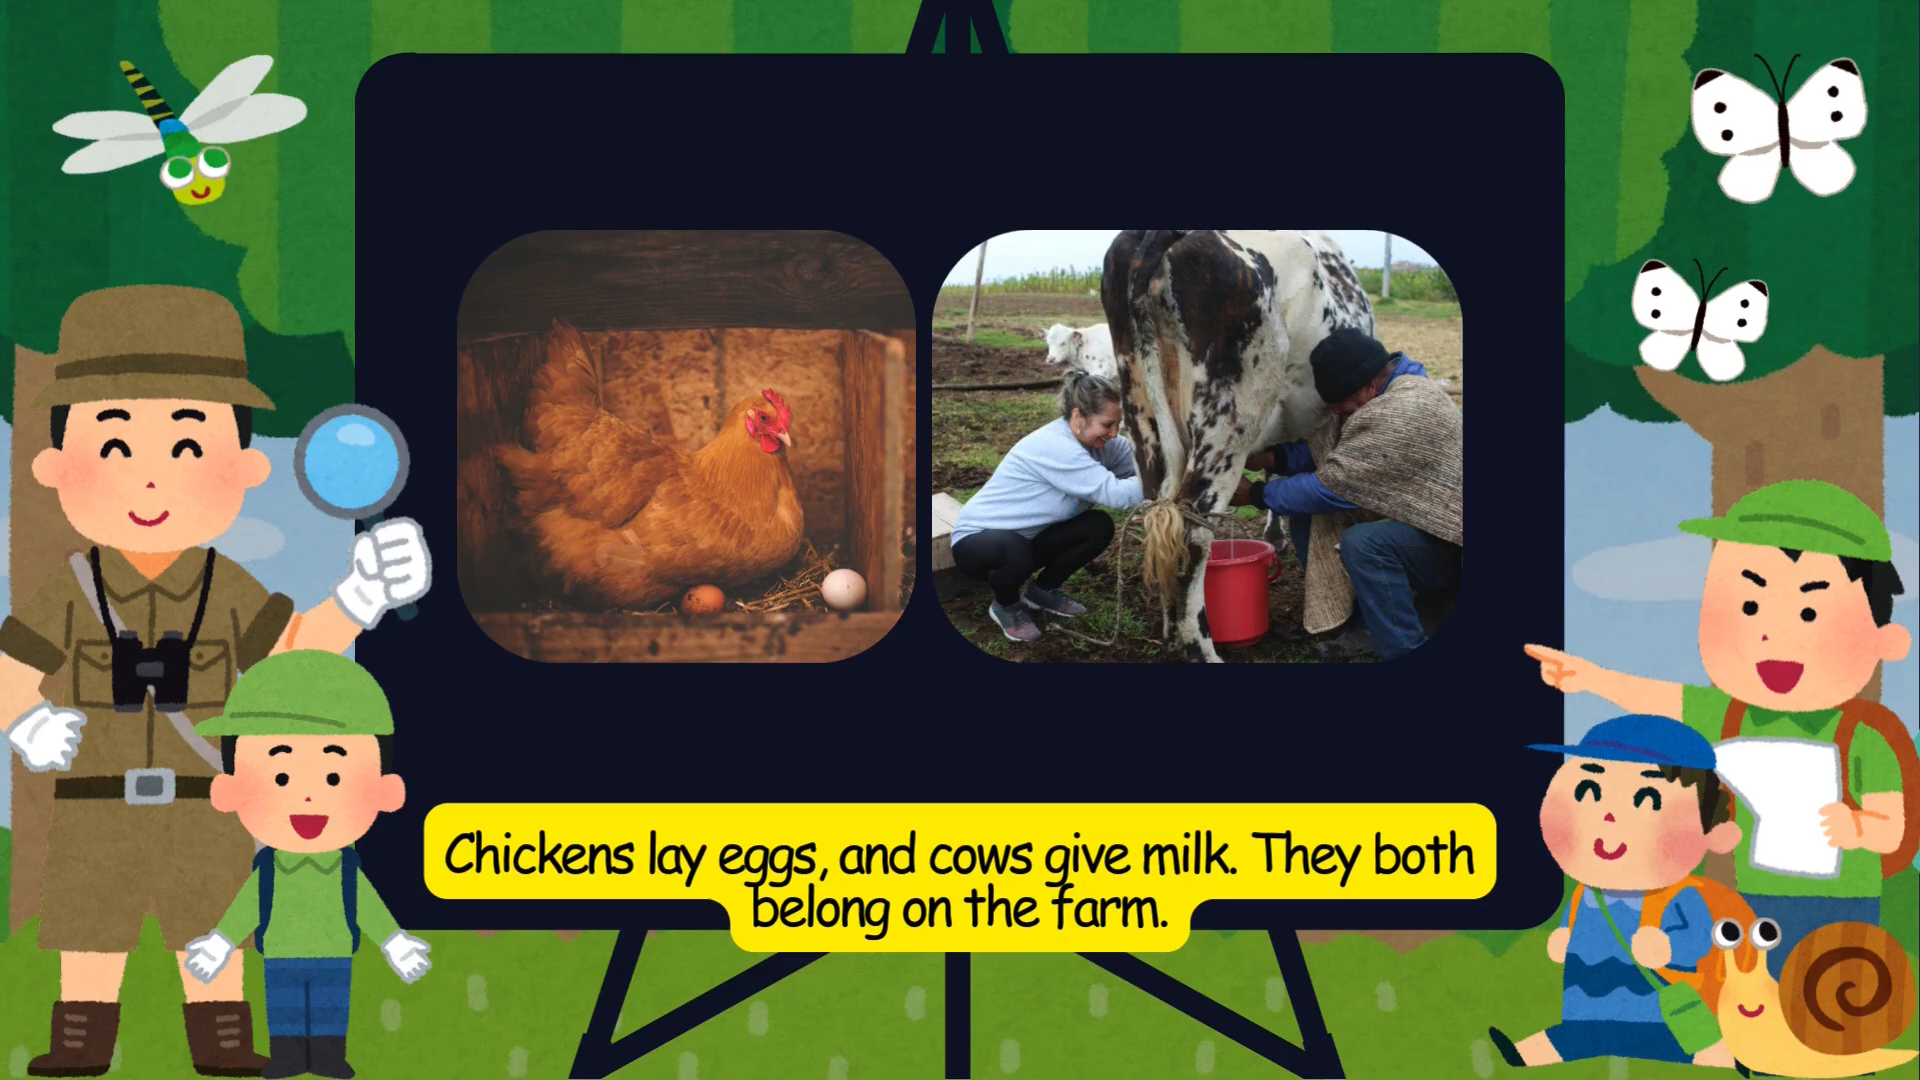 Chickens lay eggs, and cows give milk. They both
belong on the farm.